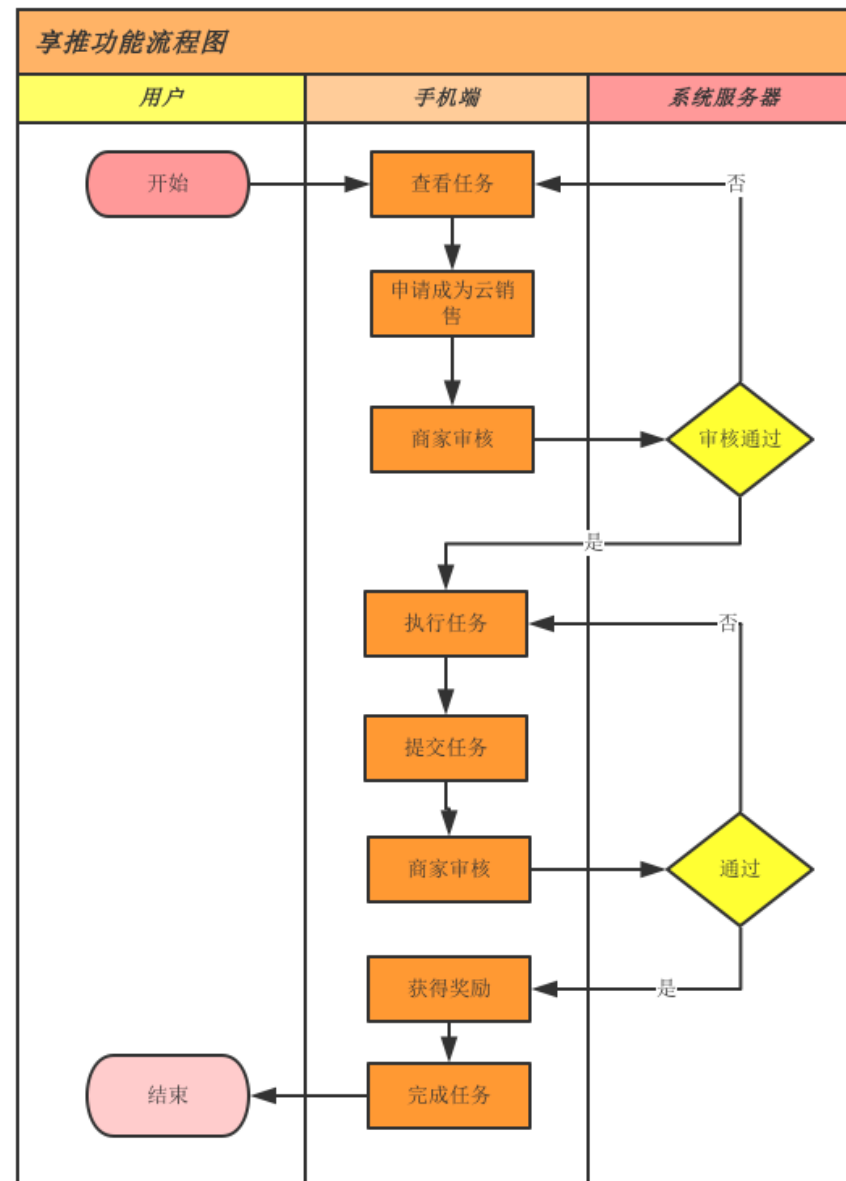 享推功能流程图
用户
手机端
系统服务器
开始
查看任务
否
申请成为云销
售
商家审核
审核通过
是
执行任务
否
提交任务
商家审核
通过
获得奖励
是
结束
完成任务